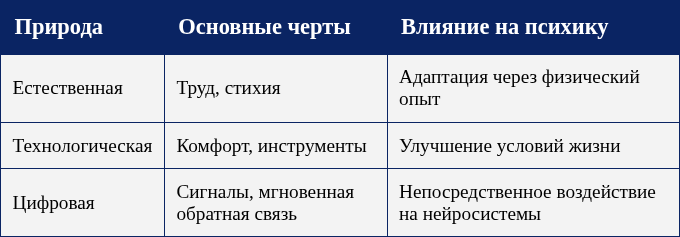 Природа Основные черты Влияние на психику
Естественная Труд, стихия Адаптация через физический
опыт
Технологическая Комфорт, инструменты Улучшение условий жизни
Цифровая Сигналы, мгновенная
обратная связь Непосредственное воздействие
на нейросистемы